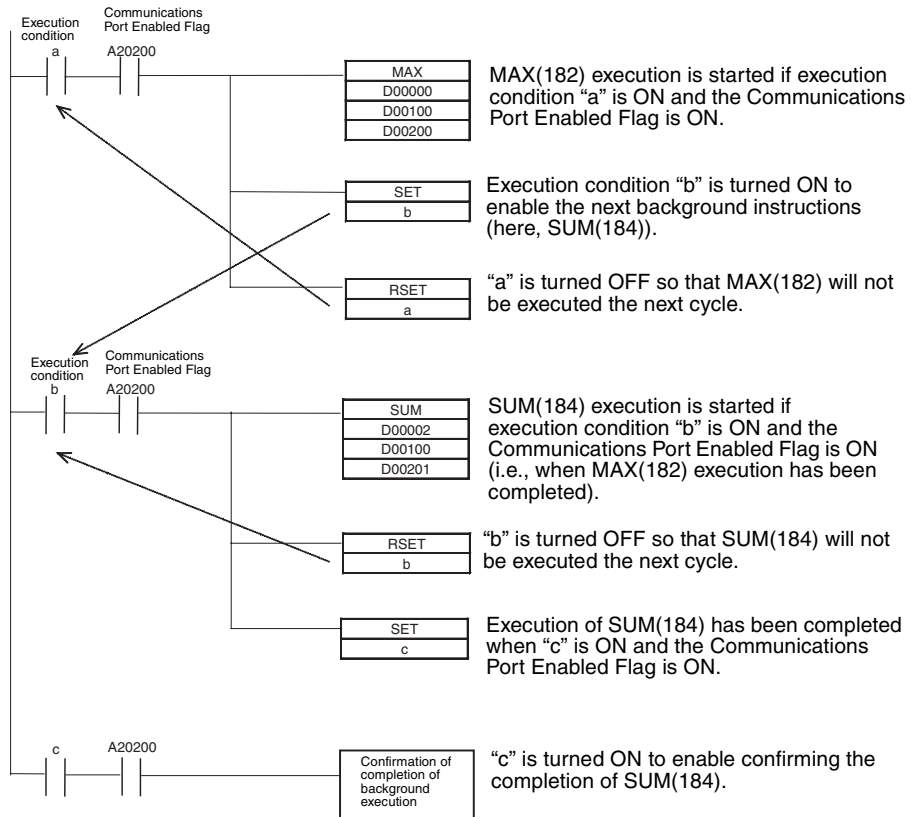 Execution
condition
a
Communications
Port Enabled Flag
A20200
MAX
D00000
D00100
D00200
MAX(182) execution is started if execution
condition “a” is ON and the Communications
Port Enabled Flag is ON.
SET
b
Execution condition “b” is turned ON to
enable the next background instructions
(here, SUM(184)).
RSET
a
“a” is turned OFF so that MAX(182) will not
be executed the next cycle.
Execution
condition
b
Communications
Port Enabled Flag
A20200
SUM
D00002
D00100
D00201
SUM(184) execution is started if
execution condition “b” is ON and the
Communications Port Enabled Flag is ON
(i.e., when MAX(182) execution has been
completed).
RSET
b
“b” is turned OFF so that SUM(184) will not
be executed the next cycle.
SET
c
Execution of SUM(184) has been completed
when “c” is ON and the Communications
Port Enabled Flag is ON.
c
A20200
Confirmation of
completion of
background
execution
“c” is turned ON to enable confirming the
completion of SUM(184).